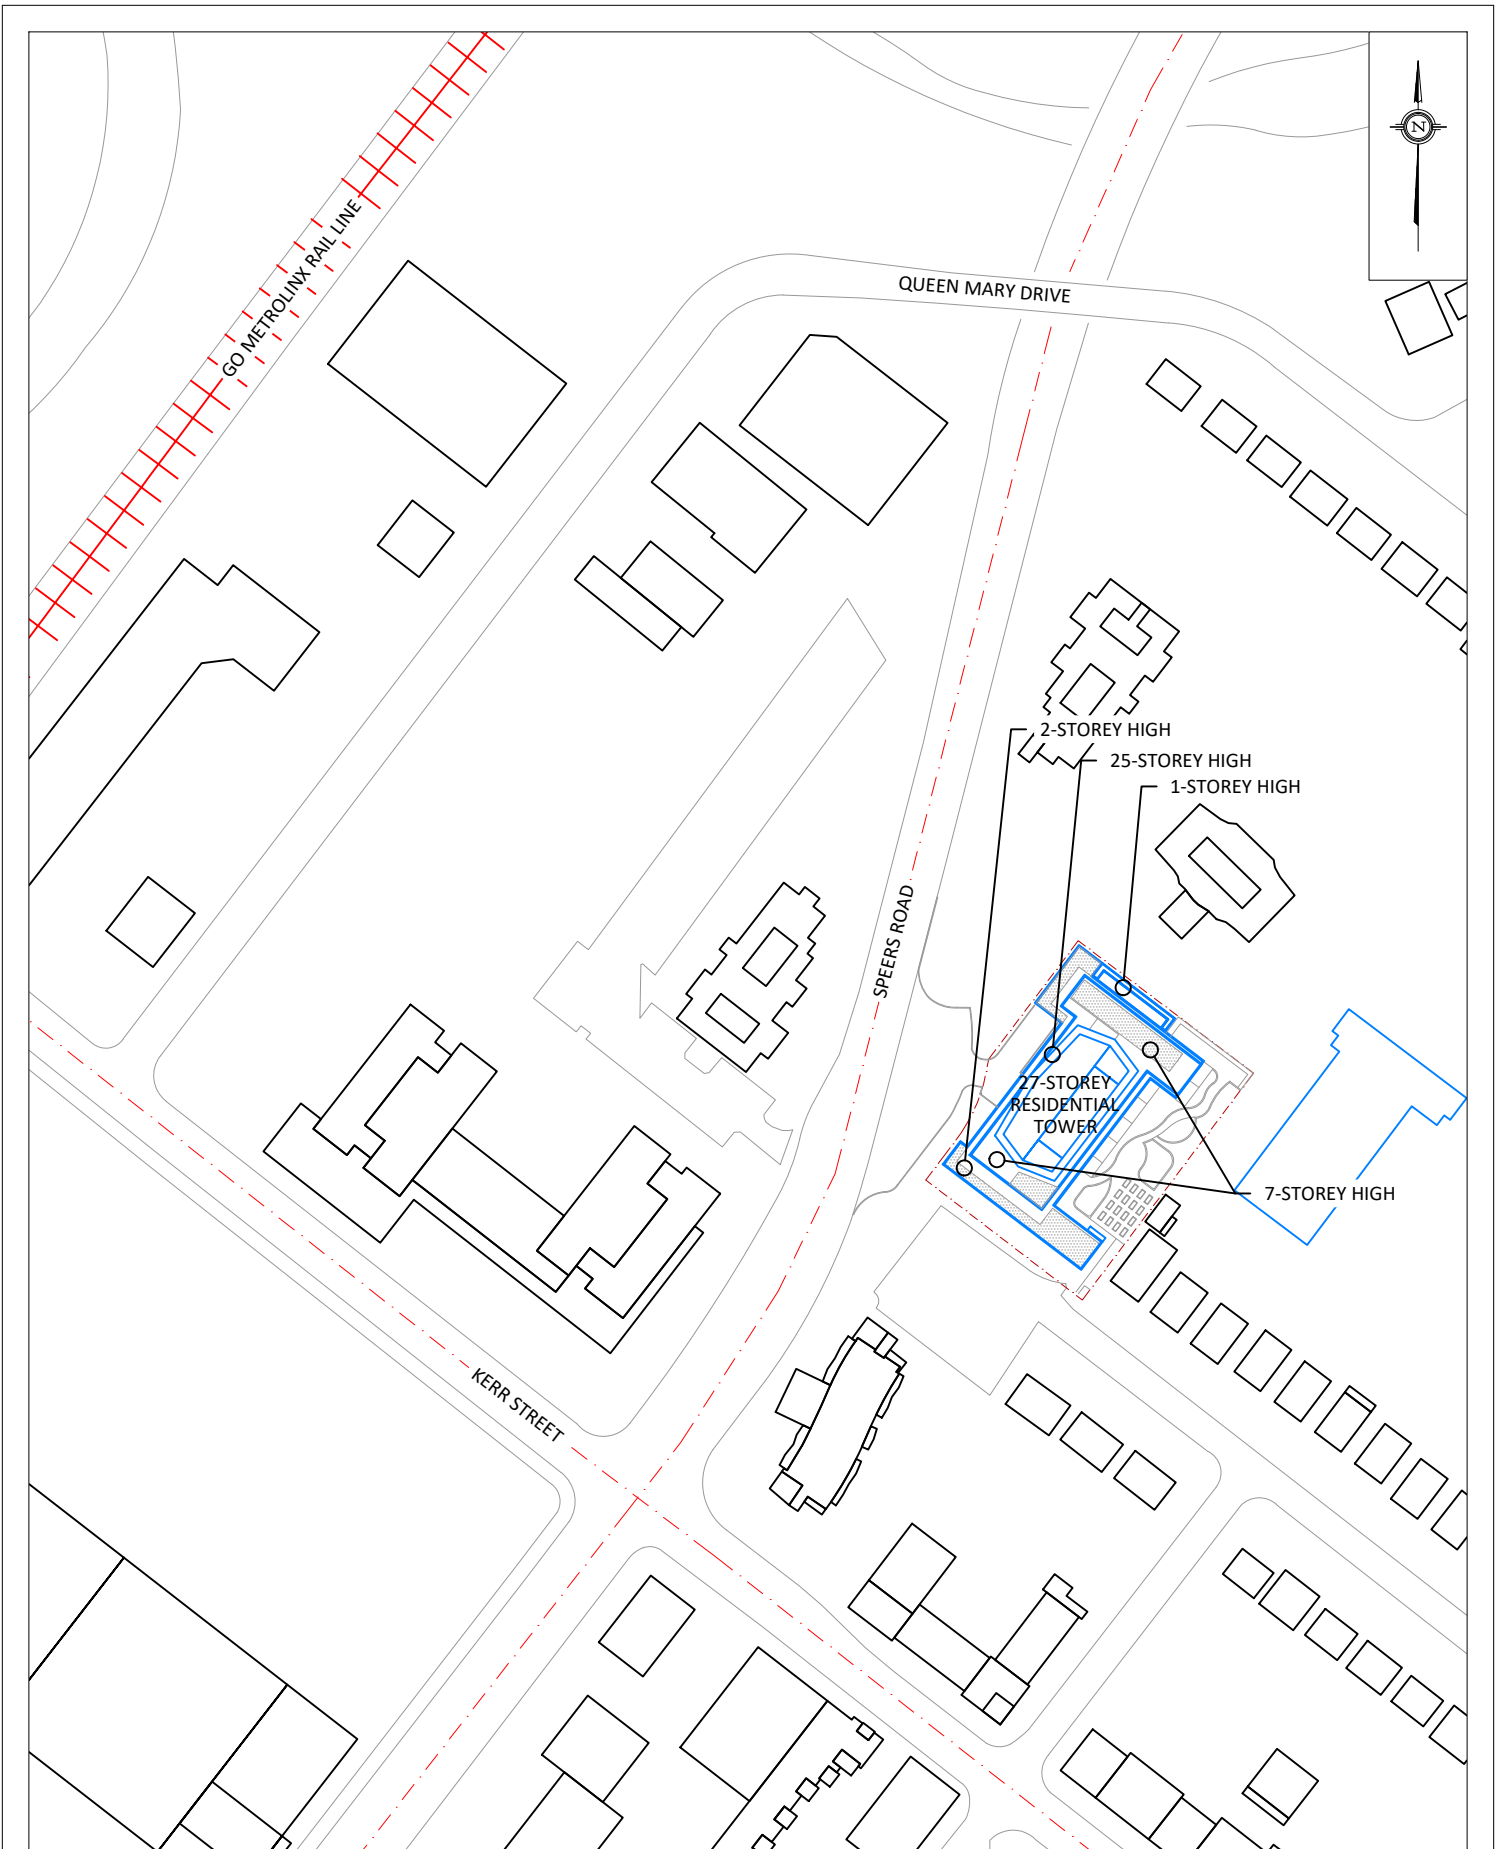 N
GO METROLINX RAIL LINE
QUEEN MARY DRIVE
2-STOREY HIGH
25-STOREY HIGH
1-STOREY HIGH
SPEERS ROAD
27-STOREY
RESIDENTIAL
TOWER
7-STOREY HIGH
KERR STREET